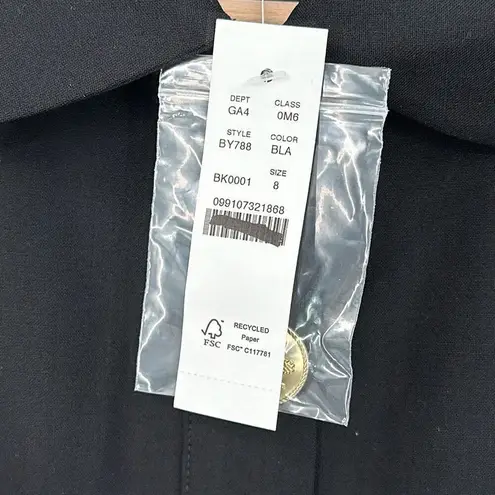 DEPT CLASS
GA4 0M6
STYLE COLOR
BY788 BLA
SIZE
BK0001 8
099107321868
RECYCLED
Paper
FSC FSC® C117781